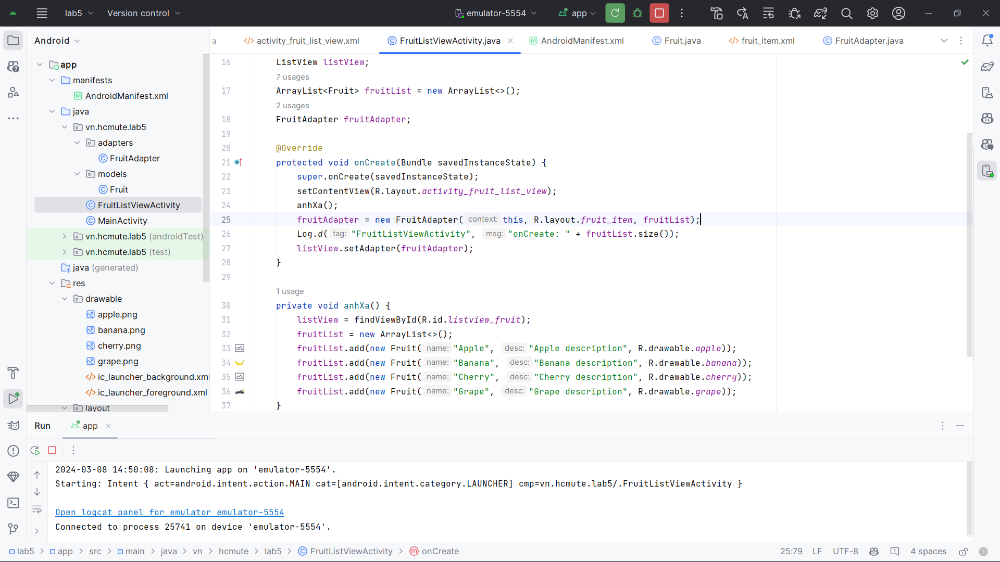 lab5 Version control emulator-5554 app
Android
a activity_fruit_list_view.xml FruitListViewActivity.java AndroidManifest.xml Fruit.java fruit_item.xml FruitAdapter.java
app
manifests
AndroidManifest.xml
java
vn.hcmute.lab5
adapters
FruitAdapter
models
Fruit
FruitListViewActivity
MainActivity
vn.hcmute.lab5 (androidTest)
vn.hcmute.lab5 (test)
java (generated)
res
drawable
apple.png
banana.png
cherry.png
grape.png
ic_launcher_background.xml
ic_launcher_foreground.xml
layout
16 ListView listView;
7 usages
17 ArrayList<Fruit> fruitList = new ArrayList<>();
2 usages
18 FruitAdapter fruitAdapter;
19
20 @Override
21 protected void onCreate(Bundle savedInstanceState) {
22 super.onCreate(savedInstanceState);
23 setContentView(R.layout.activity_fruit_list_view);
24 anhXa();
25 fruitAdapter = new FruitAdapter( context: this, R.layout.fruit_item, fruitList);
26 Log.d( tag: "FruitListViewActivity", msg: "onCreate: " + fruitList.size());
27 listView.setAdapter(fruitAdapter);
28 }
29
1 usage
30 private void anhXa() {
31 listView = findViewById(R.id.listview_fruit);
32 fruitList = new ArrayList<>();
33 fruitList.add(new Fruit( name: "Apple", desc: "Apple description", R.drawable.apple));
34 fruitList.add(new Fruit( name: "Banana", desc: "Banana description", R.drawable.banana));
35 fruitList.add(new Fruit( name: "Cherry", desc: "Cherry description", R.drawable.cherry));
36 fruitList.add(new Fruit( name: "Grape", desc: "Grape description", R.drawable.grape));
37 }
Run app
2024-03-08 14:50:08: Launching app on 'emulator-5554'.
Starting: Intent { act=android.intent.action.MAIN cat=[android.intent.category.LAUNCHER] cmp=vn.hcmute.lab5/.FruitListViewActivity }
Open logcat panel for emulator emulator-5554
Connected to process 25741 on device 'emulator-5554'.
lab5 > app > src > main > java > vn > hcmute > lab5 > FruitListViewActivity > onCreate 25:79 LF UTF-8 4 spaces